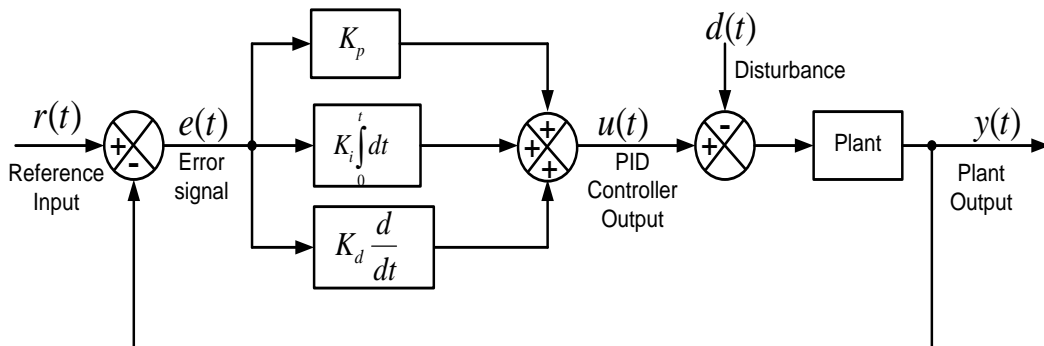 r(t)
Reference
Input
+
-
e(t)
Error
signal
K_p
K_i ∫_0^t dt
K_d d/dt
+
+
+
u(t)
PID
Controller
Output
d(t)
Disturbance
-
+
Plant
y(t)
Plant
Output